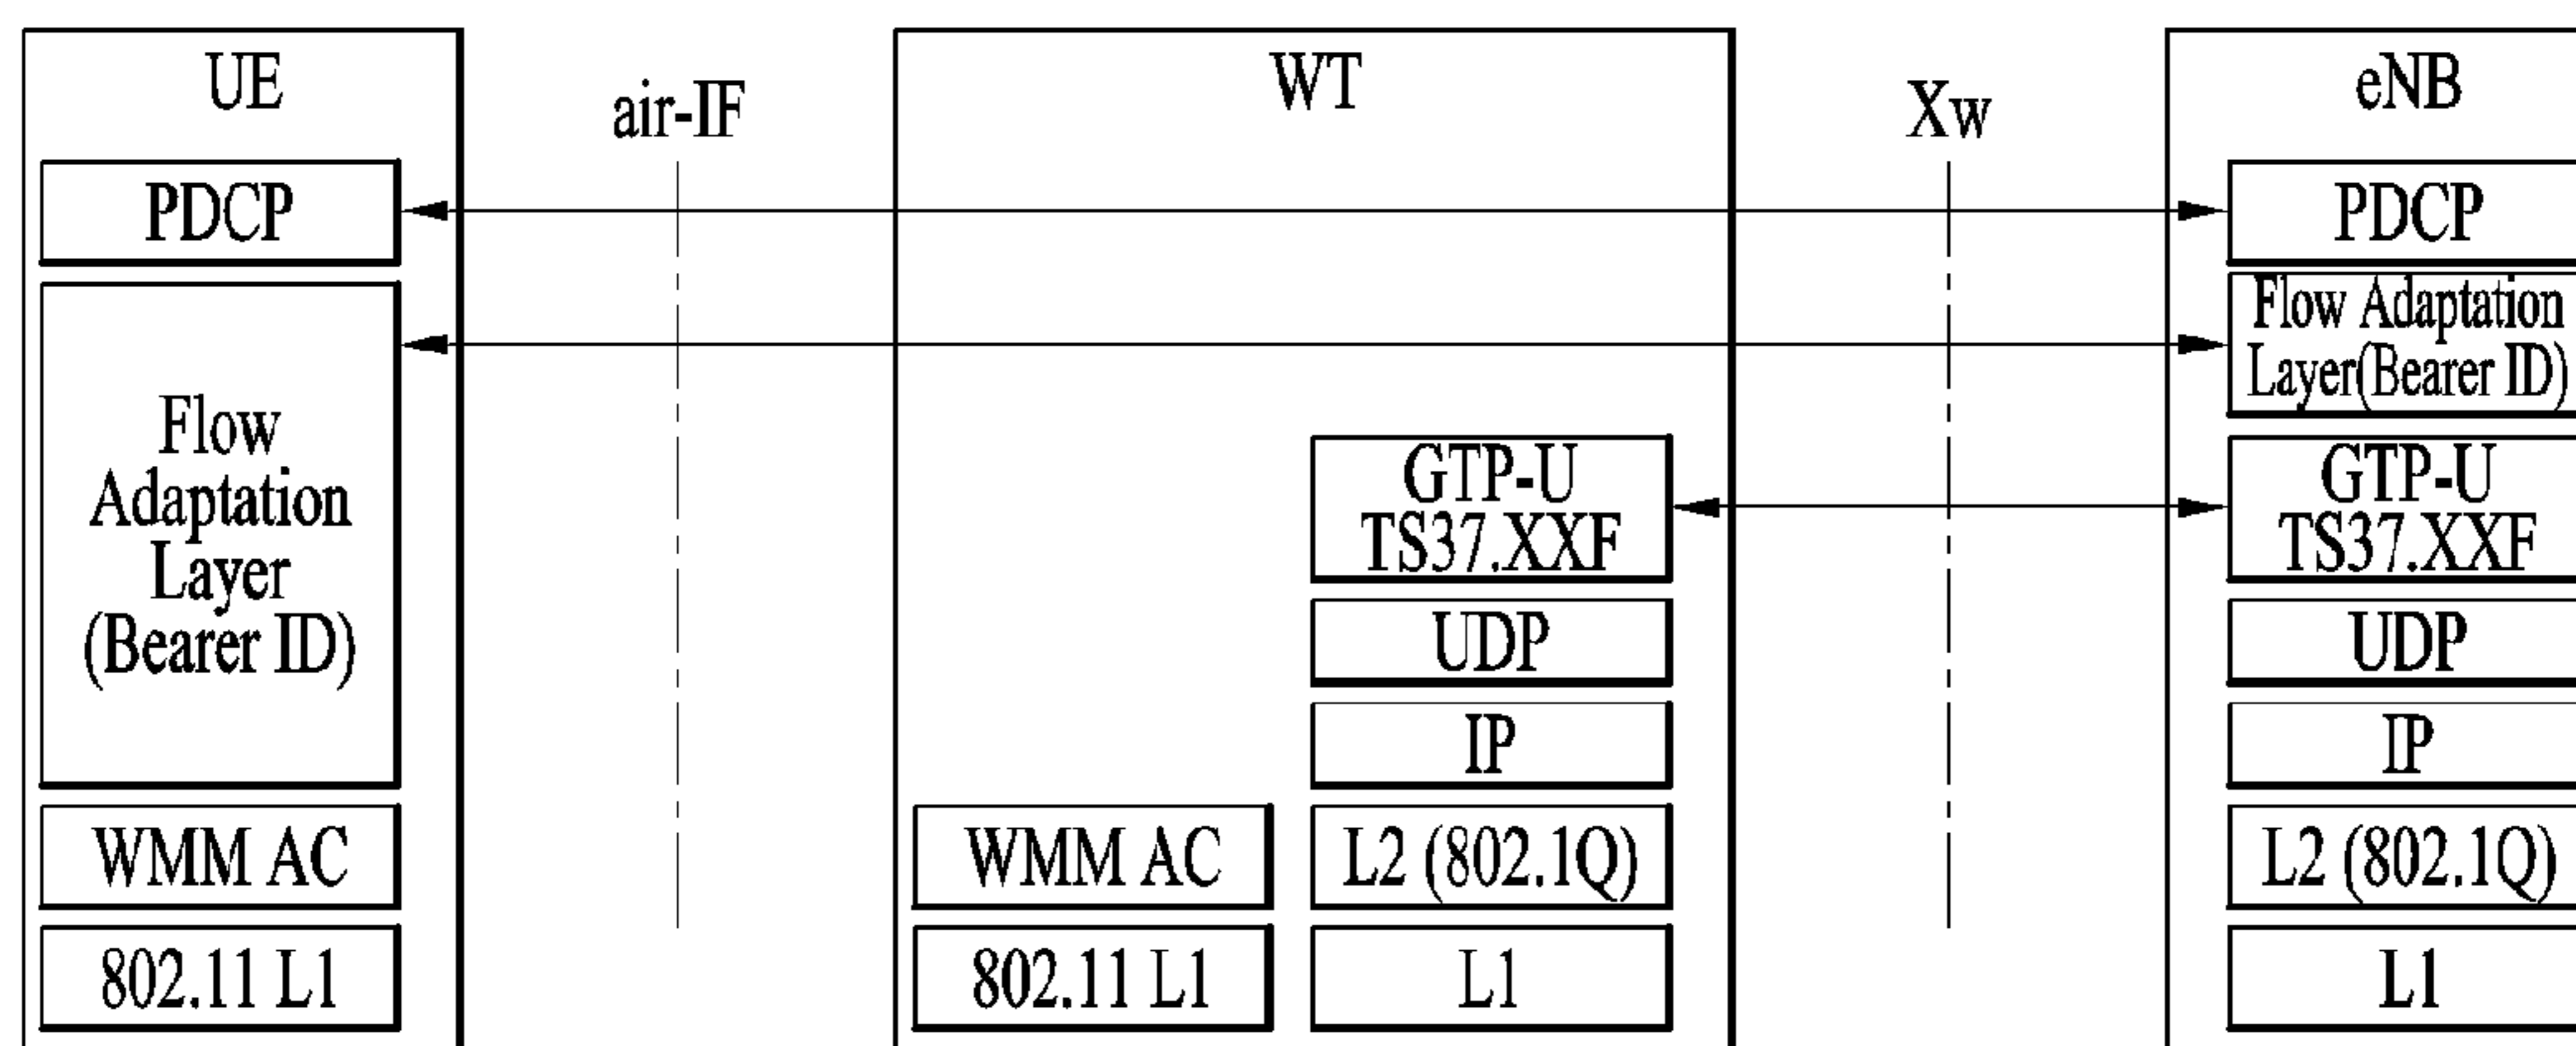 UE
air-IF
WT
Xw
eNB
PDCP
PDCP
Flow
Adaptation
Layer
(Bearer ID)
Flow Adaptation
Layer(Bearer ID)
GTP-U
TS37.XXF
GTP-U
TS37.XXF
UDP
UDP
IP
IP
WMM AC
WMM AC
L2 (802.1Q)
L2 (802.1Q)
802.11 L1
802.11 L1
L1
L1